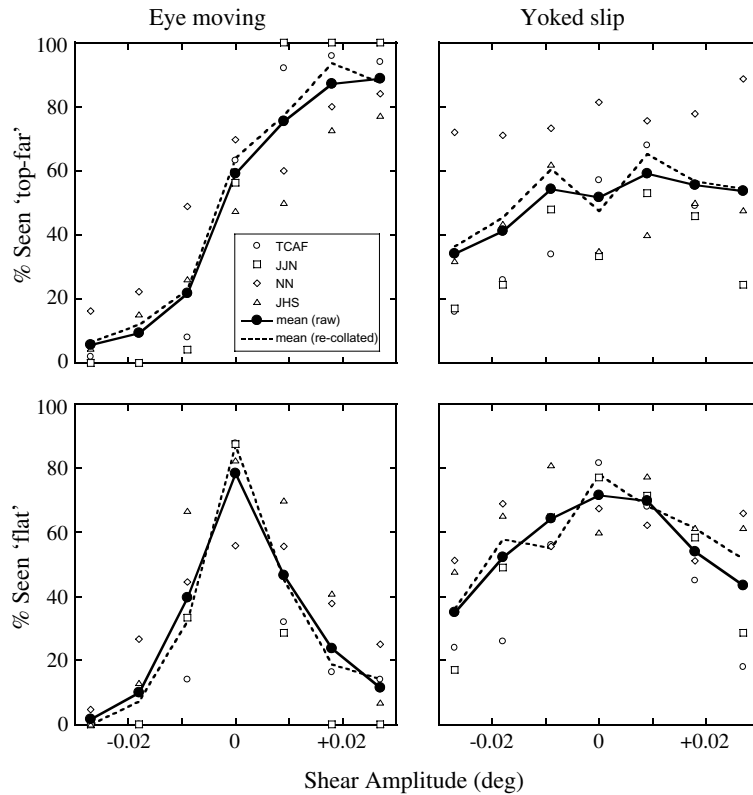 Eye moving
Yoked slip
100
80
60
40
20
0
% Seen ‘top-far’
TCAF
JJN
NN
JHS
mean (raw)
mean (re-collated)
100
80
60
40
20
0
% Seen ‘flat’
-0.02
0
+0.02
-0.02
0
+0.02
Shear Amplitude (deg)